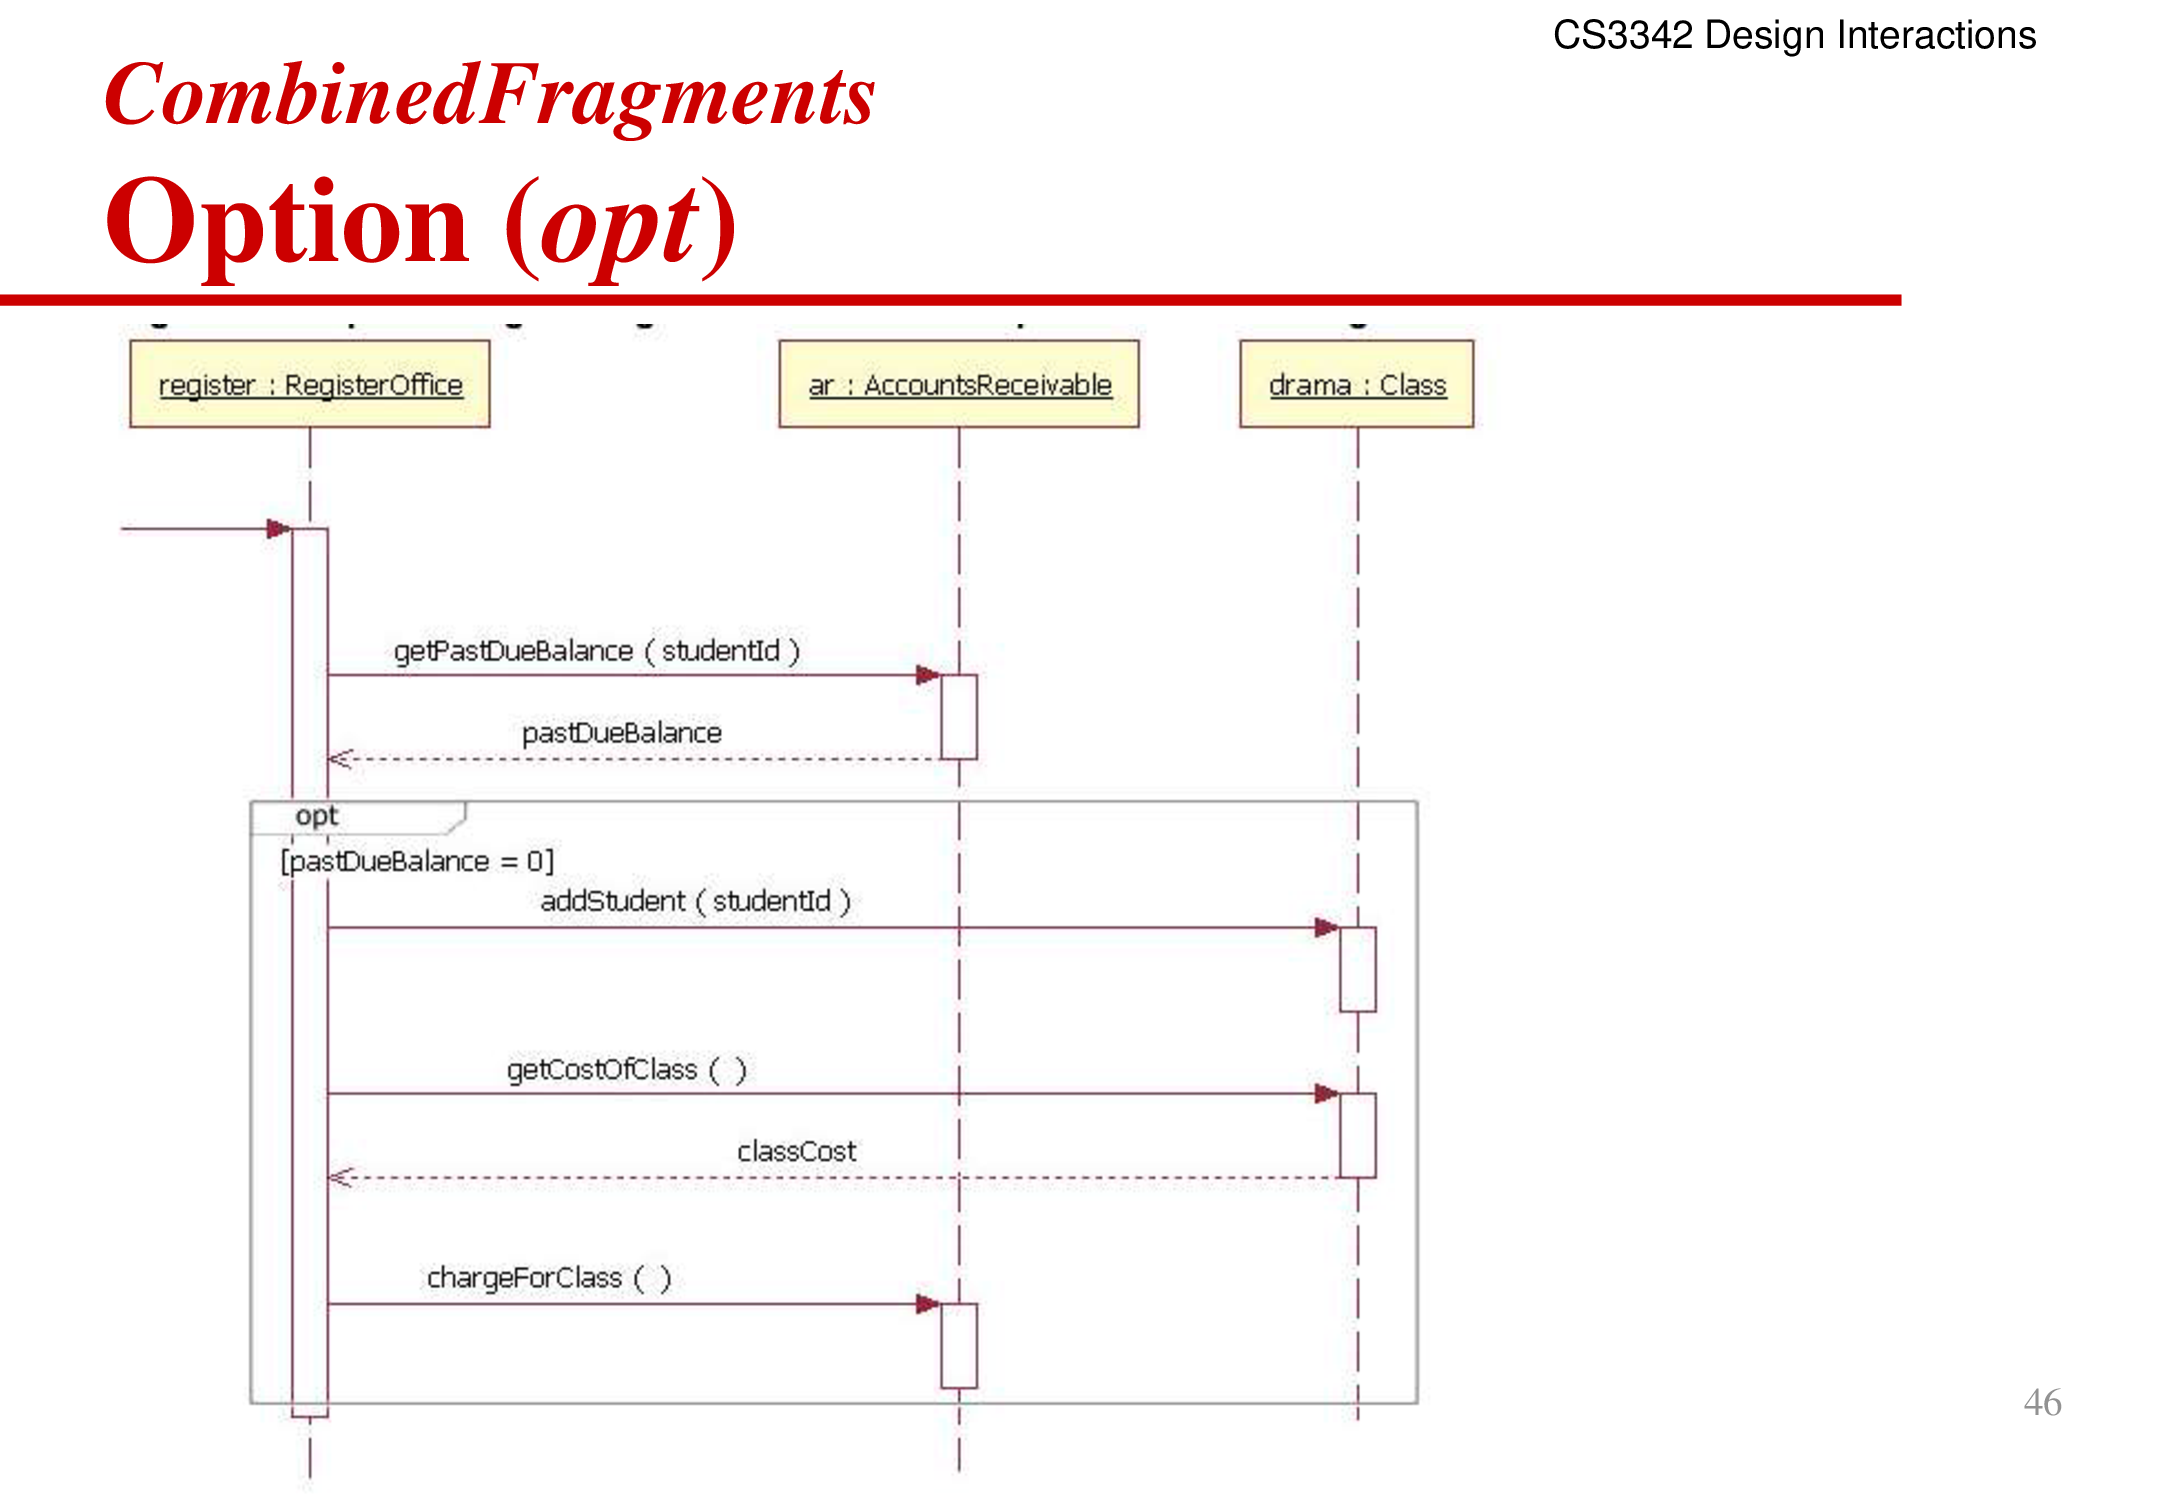 CS3342 Design Interactions
CombinedFragments
Option (opt)
register : RegisterOffice
ar : AccountsReceivable
drama : Class
getPastDueBalance ( studentId )
pastDueBalance
opt
[pastDueBalance = 0]
addStudent ( studentId )
getCostOfClass ( )
classCost
chargeForClass ( )
46